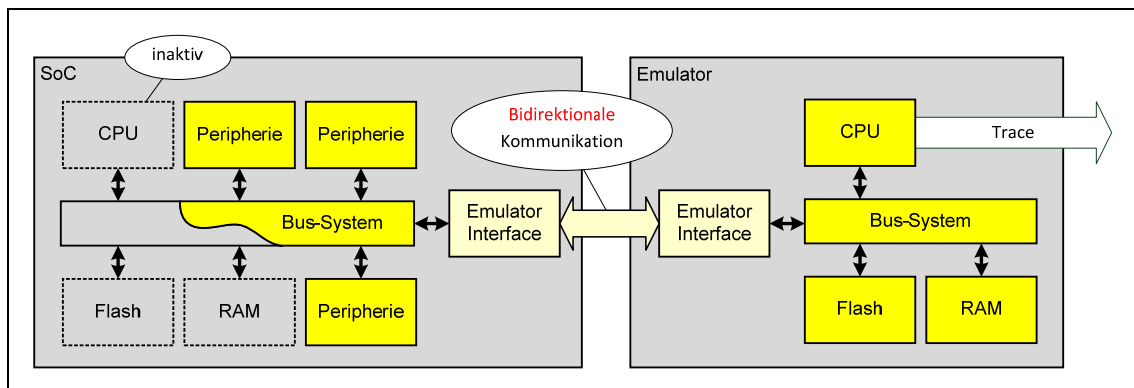 inaktiv
SoC
CPU
Peripherie
Peripherie
Bus-System
Flash
RAM
Peripherie
Emulator
Interface
Bidirektionale
Kommunikation
Emulator
Emulator
Interface
CPU
Trace
Bus-System
Flash
RAM